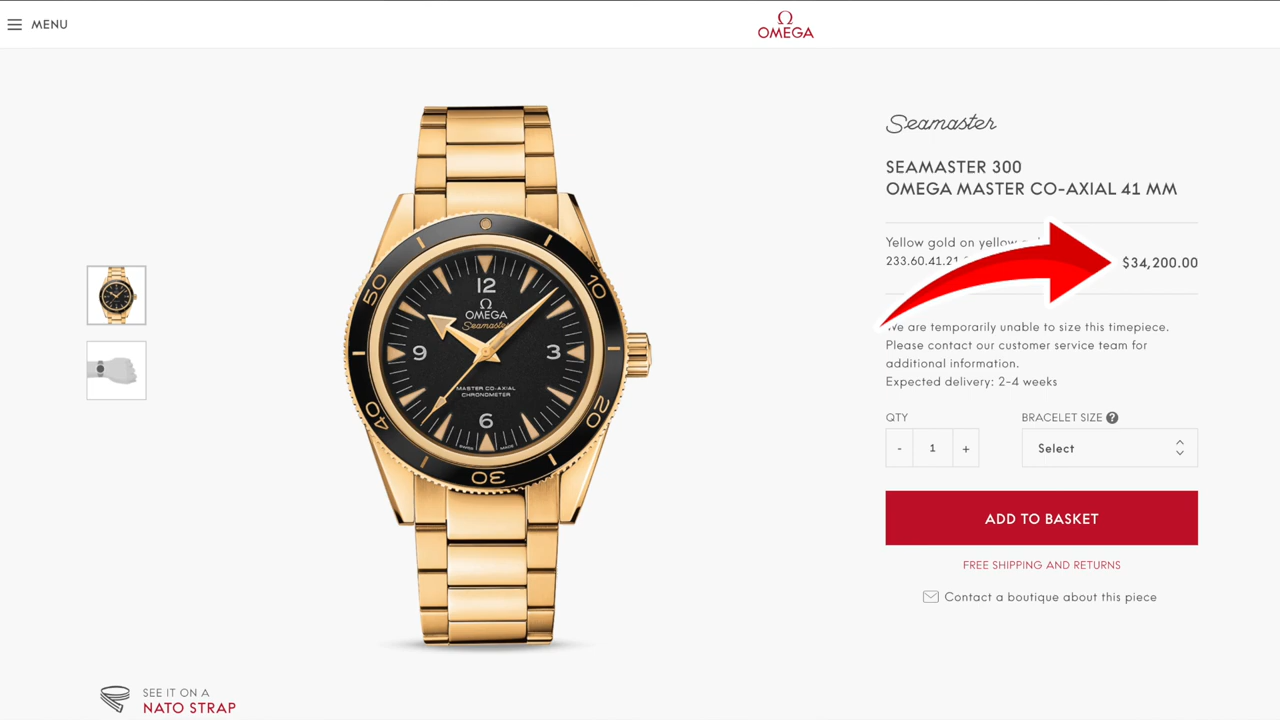 MENU
OMEGA
Seamaster
SEAMASTER 300
OMEGA MASTER CO-AXIAL 41 MM
Yellow gold on yellow
233.60.41.21.
$34,200.00
We are temporarily unable to size this timepiece.
Please contact our customer service team for
additional information.
Expected delivery: 2-4 weeks
QTY
BRACELET SIZE ?
- 1 +
Select
ADD TO BASKET
FREE SHIPPING AND RETURNS
Contact a boutique about this piece
10
20
30
40
50
12
3
6
9
OMEGA
Seamaster
MASTER CO-AXIAL
CHRONOMETER
SWISS MADE
SEE IT ON A
NATO STRAP